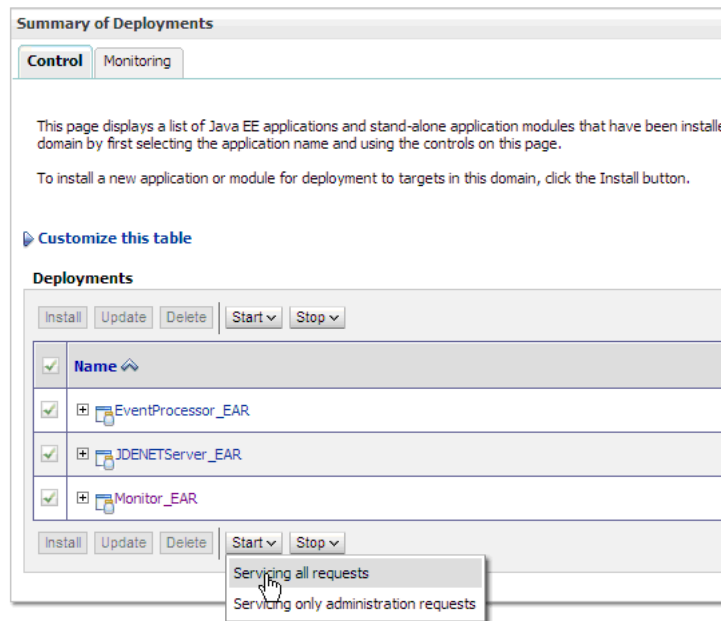 Summary of Deployments
Control Monitoring
This page displays a list of Java EE applications and stand-alone application modules that have been
domain by first selecting the application name and using the controls on this page.
To install a new application or module for deployment to targets in this domain, click the Install button.
Customize this table
Deployments
Install Update Delete Start Stop
Name
EventProcessor_EAR
JDENETServer_EAR
Monitor_EAR
Install Update Delete Start Stop
Servicing all requests
Servicing only administration requests